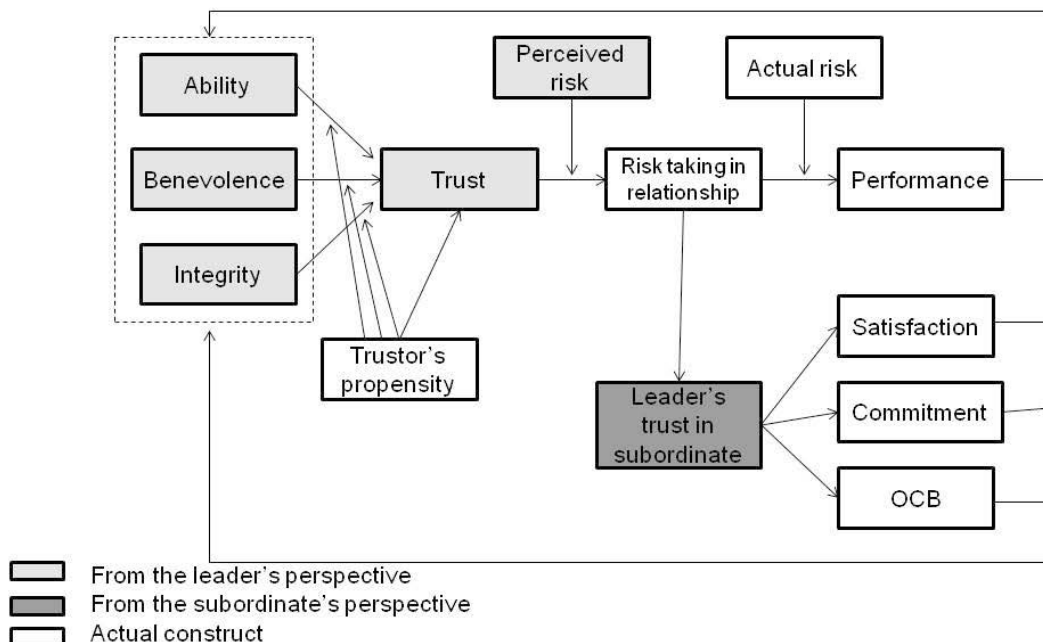 Ability
Perceived
risk
Actual risk
Benevolence
Trust
Risk taking in
relationship
Performance
Integrity
Trustor's
propensity
Satisfaction
Leader's
trust in
subordinate
Commitment
OCB
From the leader's perspective
From the subordinate's perspective
Actual construct